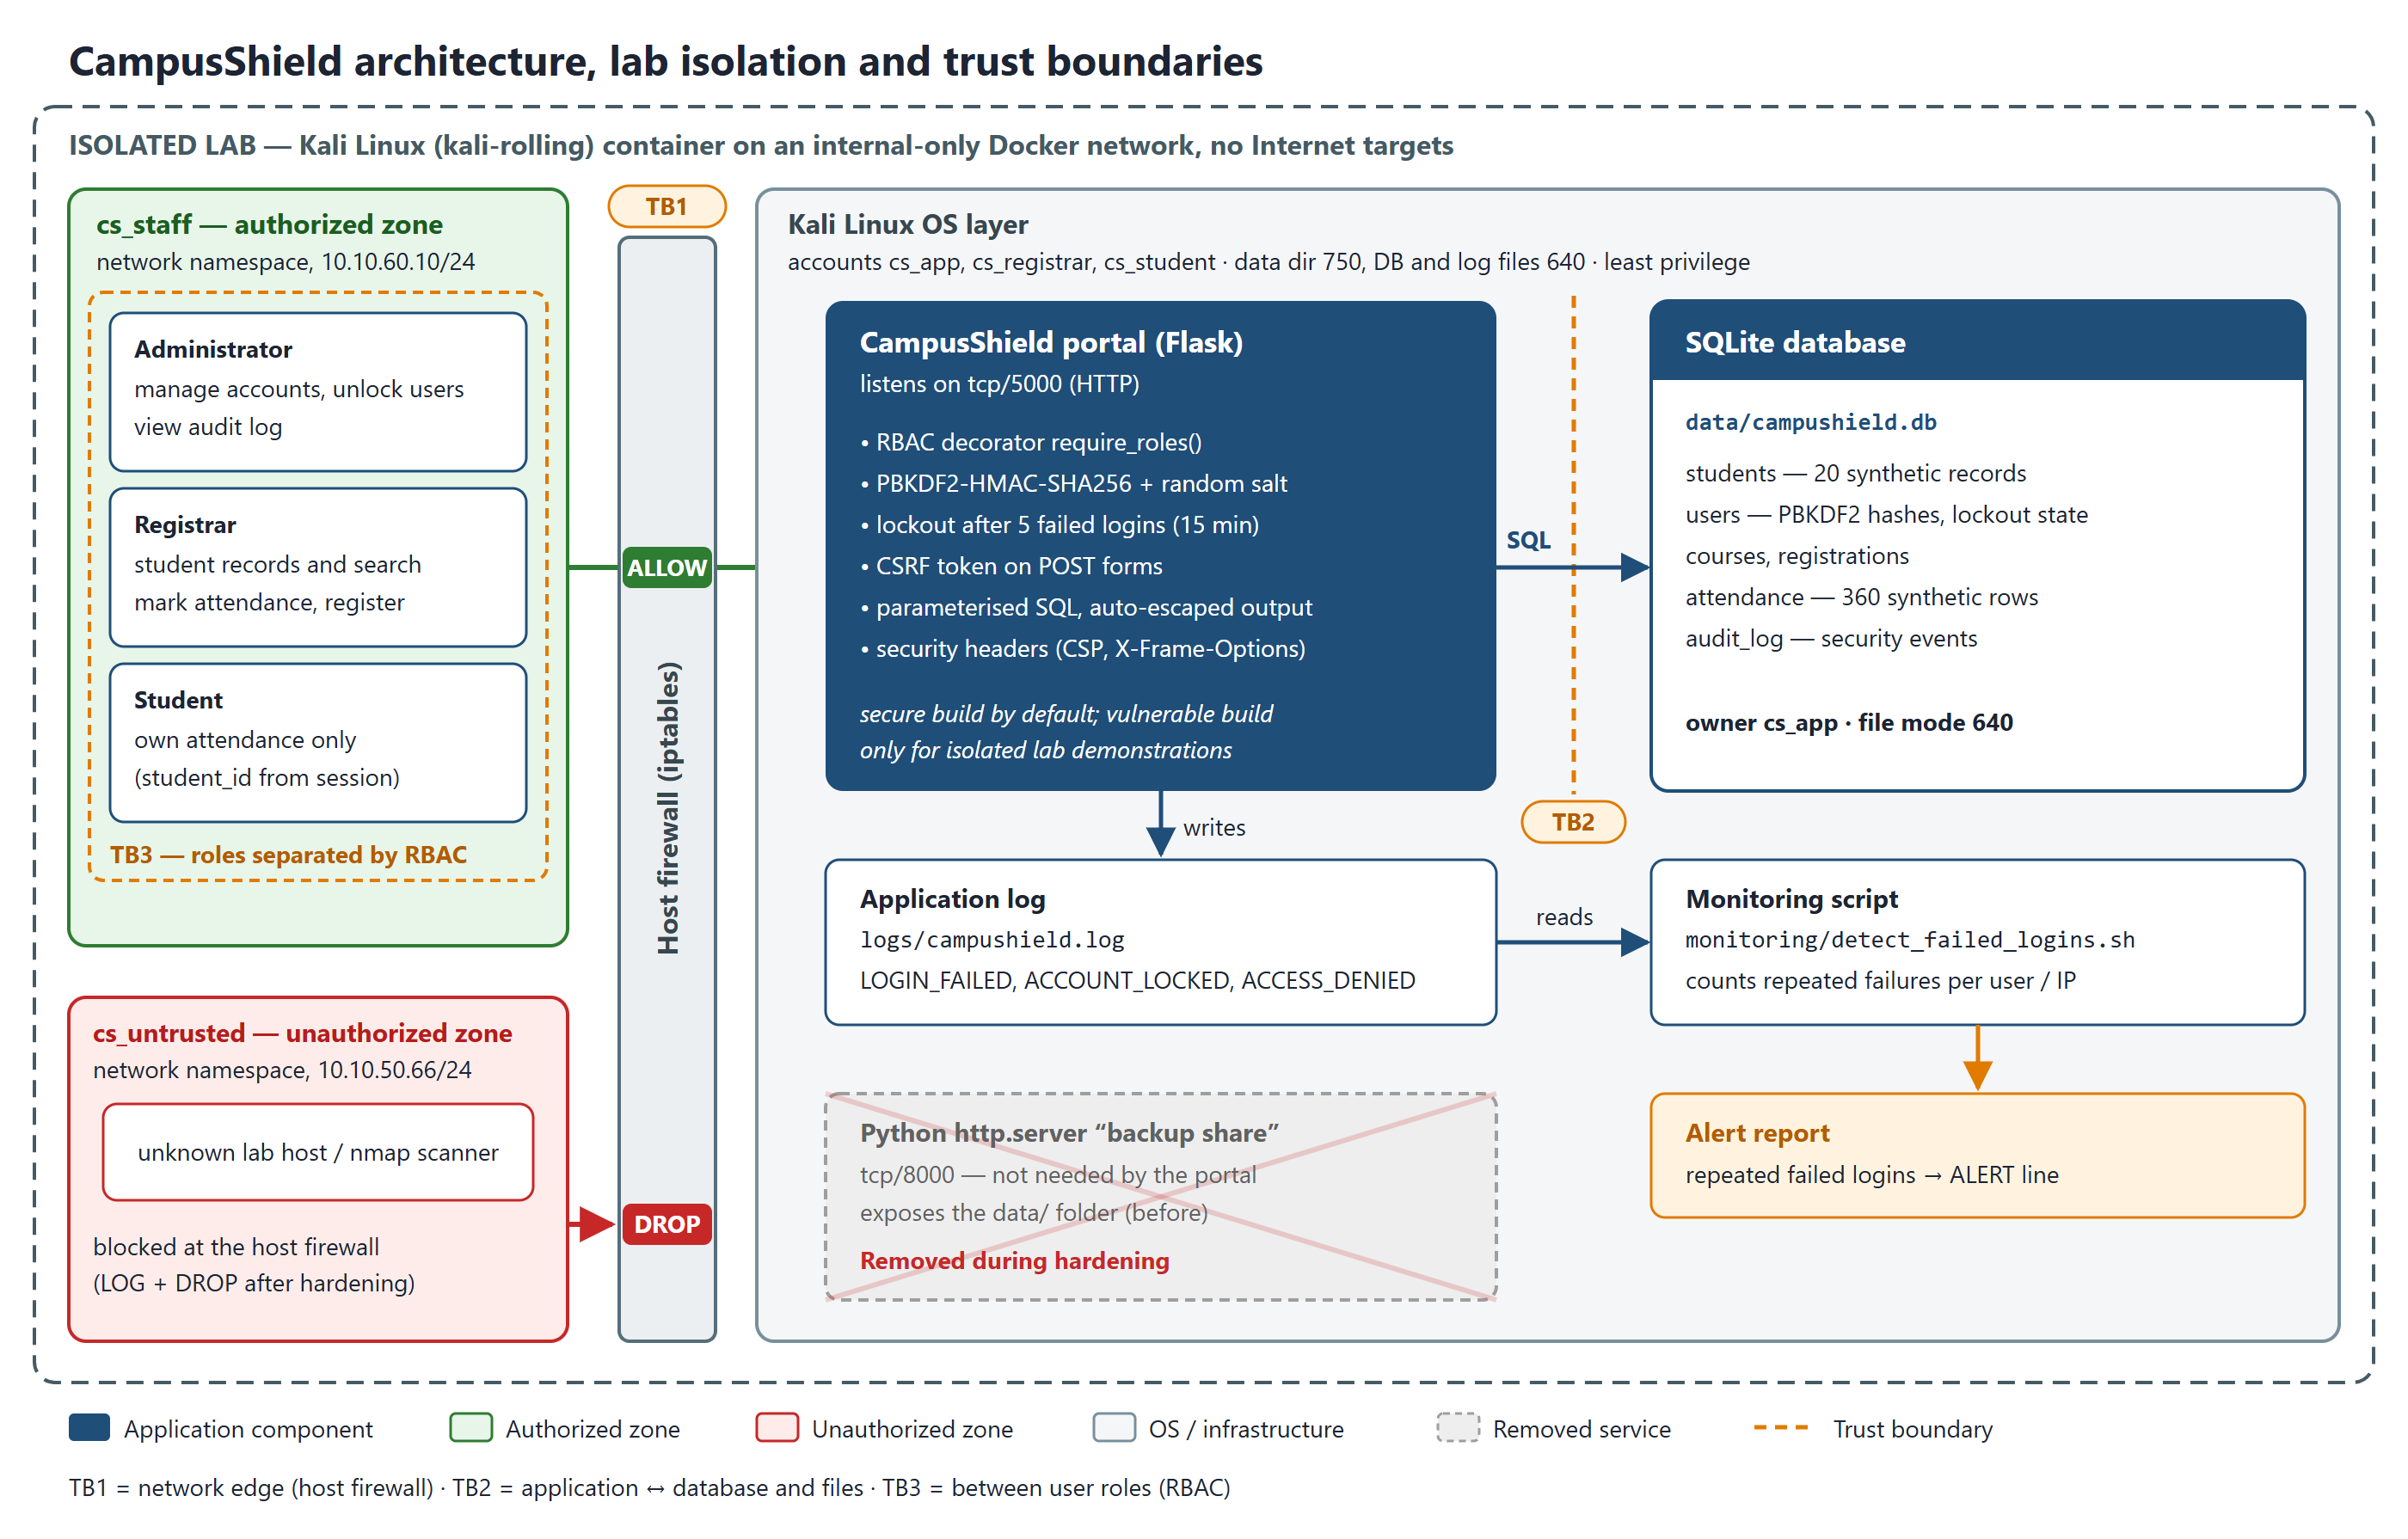 CampusShield architecture, lab isolation and trust boundaries
ISOLATED LAB — Kali Linux (kali-rolling) container on an internal-only Docker network, no Internet targets
cs_staff — authorized zone
network namespace, 10.10.60.10/24
Administrator
manage accounts, unlock users
view audit log
Registrar
student records and search
mark attendance, register
Student
own attendance only
(student_id from session)
TB3 — roles separated by RBAC
cs_untrusted — unauthorized zone
network namespace, 10.10.50.66/24
unknown lab host / nmap scanner
blocked at the host firewall
(LOG + DROP after hardening)
TB1
ALLOW
Host firewall (iptables)
DROP
Kali Linux OS layer
accounts cs_app, cs_registrar, cs_student · data dir 750, DB and log files 640 · least privilege
CampusShield portal (Flask)
listens on tcp/5000 (HTTP)
• RBAC decorator require_roles()
• PBKDF2-HMAC-SHA256 + random salt
• lockout after 5 failed logins (15 min)
• CSRF token on POST forms
• parameterised SQL, auto-escaped output
• security headers (CSP, X-Frame-Options)
secure build by default; vulnerable build
only for isolated lab demonstrations
SQL
TB2
SQLite database
data/campushield.db
students — 20 synthetic records
users — PBKDF2 hashes, lockout state
courses, registrations
attendance — 360 synthetic rows
audit_log — security events
owner cs_app · file mode 640
writes
Application log
logs/campushield.log
LOGIN_FAILED, ACCOUNT_LOCKED, ACCESS_DENIED
reads
Monitoring script
monitoring/detect_failed_logins.sh
counts repeated failures per user / IP
Python http.server “backup share”
tcp/8000 — not needed by the portal
exposes the data/ folder (before)
Removed during hardening
Alert report
repeated failed logins → ALERT line
Application component
Authorized zone
Unauthorized zone
OS / infrastructure
Removed service
Trust boundary
TB1 = network edge (host firewall) · TB2 = application ↔ database and files · TB3 = between user roles (RBAC)